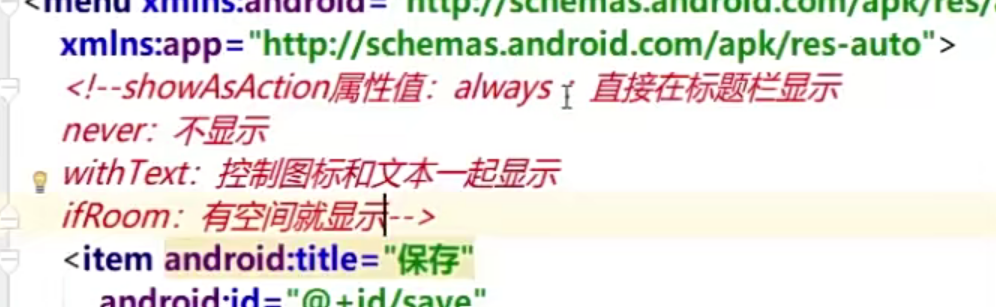 <menu xmlns:android="http://schemas.android.com/apk/res/
xmlns:app="http://schemas.android.com/apk/res-auto">
<!--showAsAction属性值：always： 直接在标题栏显示
never：不显示
withText：控制图标和文本一起显示
ifRoom：有空间就显示-->
<item android:title="保存"
android:id="@+id/save"